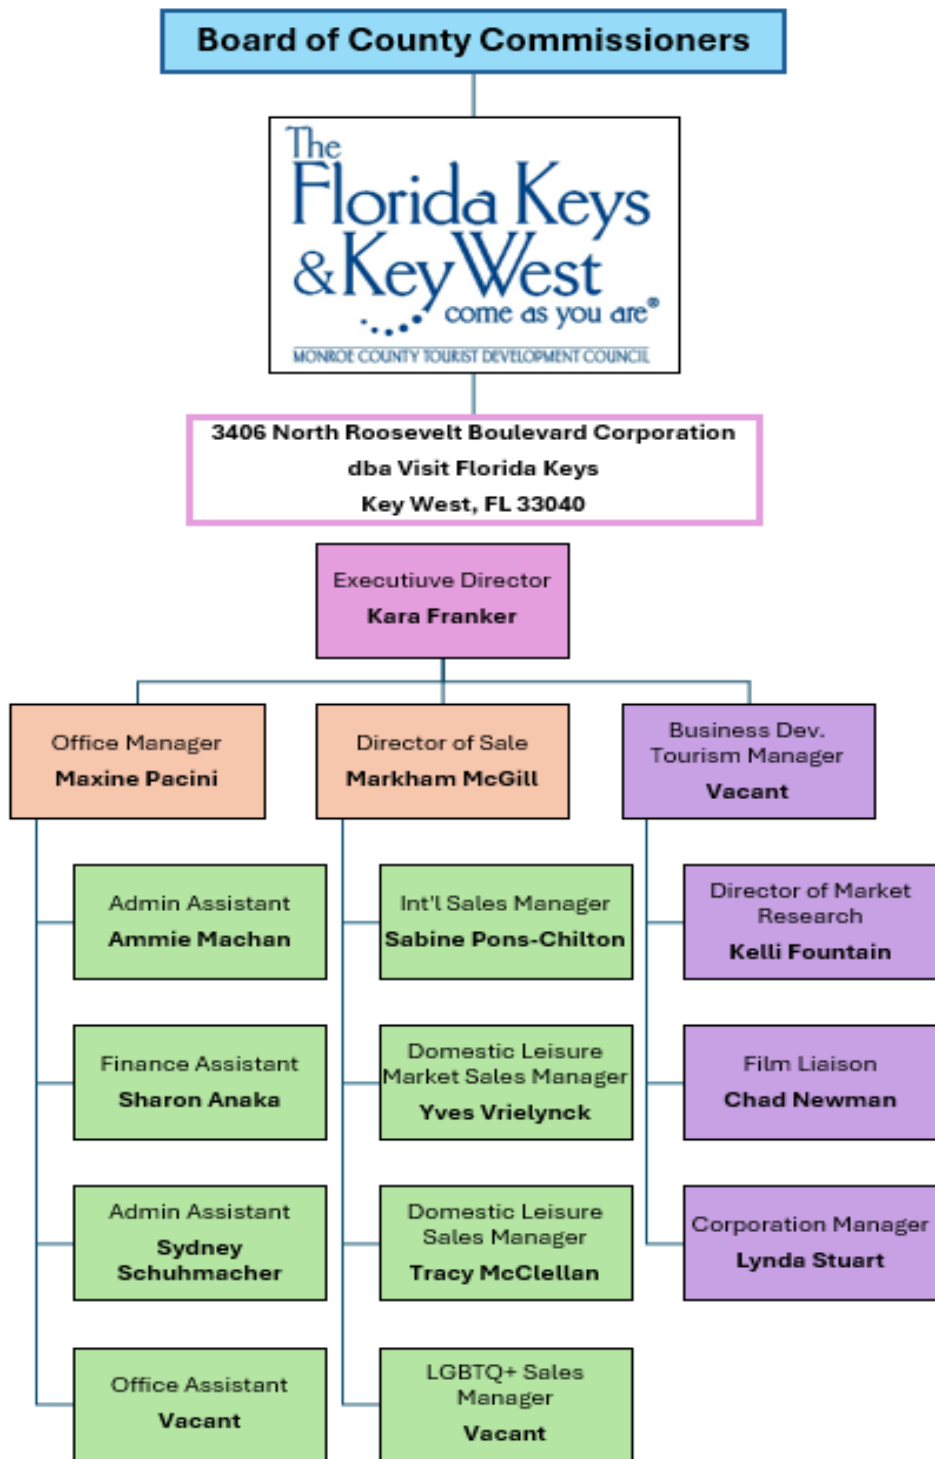 Board of County Commissioners
The
Florida Keys
& Key West
come as you are®
MONROE COUNTY TOURIST DEVELOPMENT COUNCIL
3406 North Roosevelt Boulevard Corporation
dba Visit Florida Keys
Key West, FL 33040
Executiuve Director
Kara Franker
Office Manager
Maxine Pacini
Director of Sale
Markham McGill
Business Dev.
Tourism Manager
Vacant
Admin Assistant
Ammie Machan
Int'l Sales Manager
Sabine Pons-Chilton
Director of Market
Research
Kelli Fountain
Finance Assistant
Sharon Anaka
Domestic Leisure
Market Sales Manager
Yves Vrielynck
Film Liaison
Chad Newman
Admin Assistant
Sydney
Schuhmacher
Domestic Leisure
Sales Manager
Tracy McClellan
Corporation Manager
Lynda Stuart
Office Assistant
Vacant
LGBTQ+ Sales
Manager
Vacant